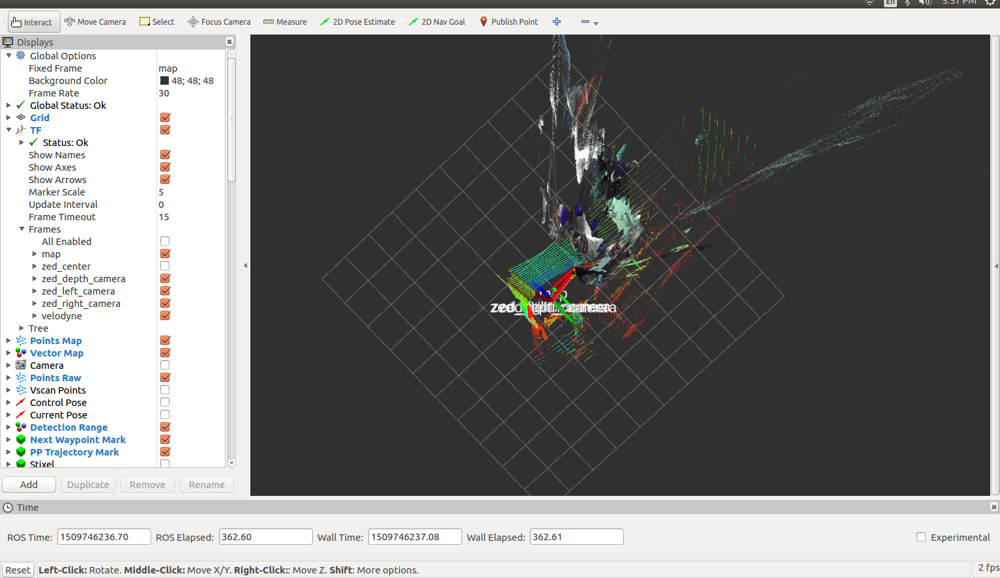 En 5:57 PM
Interact Move Camera Select Focus Camera Measure 2D Pose Estimate 2D Nav Goal Publish Point
Displays
Global Options
Fixed Frame map
Background Color 48; 48; 48
Frame Rate 30
Global Status: Ok
Grid
TF
Status: Ok
Show Names
Show Axes
Show Arrows
Marker Scale 5
Update Interval 0
Frame Timeout 15
Frames
All Enabled
map
zed_center
zed_depth_camera
zed_left_camera
zed_right_camera
velodyne
Tree
Points Map
Vector Map
Camera
Points Raw
Vscan Points
Control Pose
Current Pose
Detection Range
Next Waypoint Mark
PP Trajectory Mark
Stixel
Add Duplicate Remove Rename
Time
ROS Time: 1509746236.70 ROS Elapsed: 362.60 Wall Time: 1509746237.08 Wall Elapsed: 362.61 Experimental
Reset Left-Click: Rotate. Middle-Click: Move X/Y. Right-Click:: Move Z. Shift: More options. 2 fps